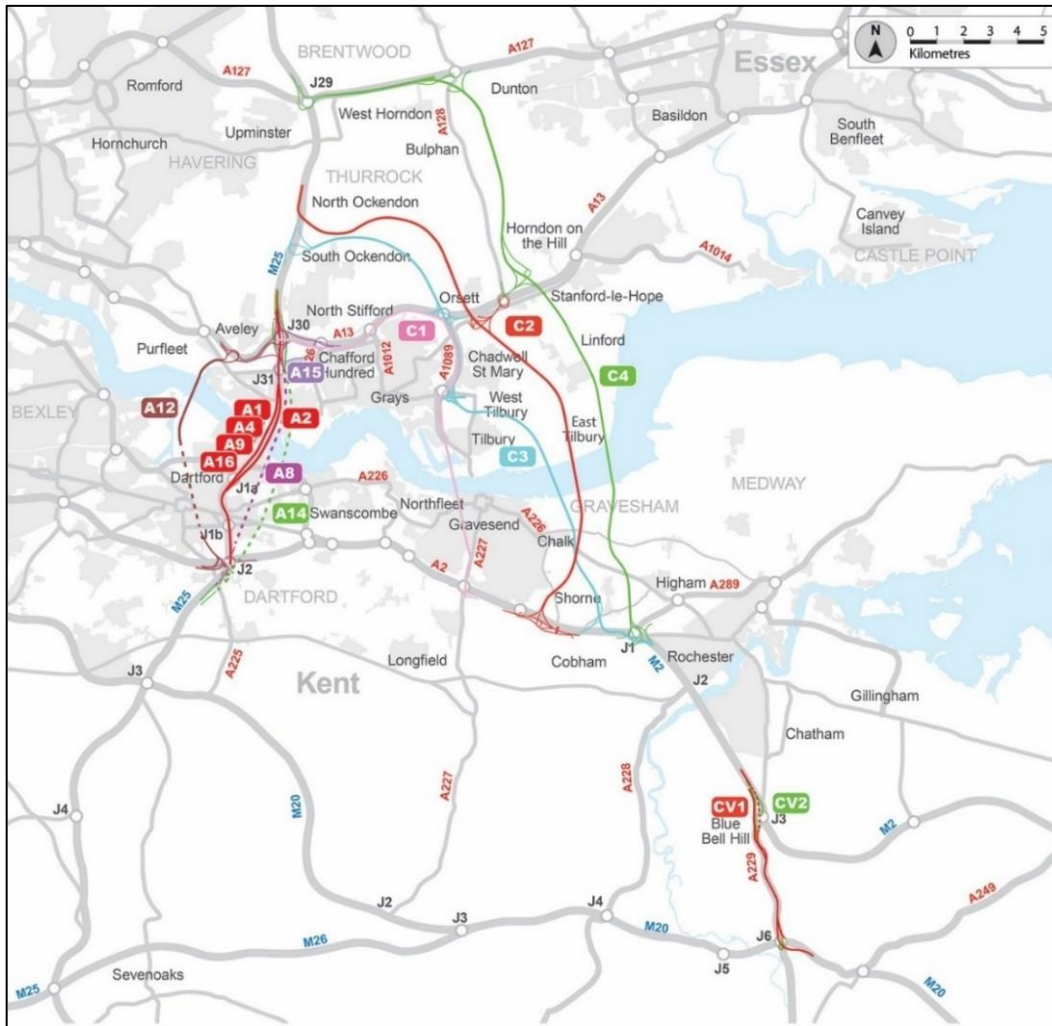 N
0 1 2 3 4 5
Kilometres
BRENTWOOD
A127
Essex
A127
Romford
J29
Dunton
West Horndon
Upminster
A128
Basildon
South
Benfleet
Hornchurch
Bulphan
HAVERING
THURROCK
North Ockendon
A13
Canvey
Island
Horndon on
the Hill
CASTLE POINT
M25
South Ockendon
A1014
Stanford-le-Hope
Orsett
North Stifford
C1
C2
Aveley
J30
A13
Linford
Purfleet
26
Chafford
Hundred
A1012
A1089
Chadwell
St Mary
C4
A15
J31
Grays
West
Tilbury
BEXLEY
A12
A1
A2
A4
East
Tilbury
A9
Tilbury
C3
A16
Dartford
A8
A226
MEDWAY
J1a
Northfleet
GRAVESHAM
A14
Swanscombe
Gravesend
A226
Chalk
J1b
A227
A2
J2
Higham
A289
M25
DARTFORD
Shorne
J1
M2
Rochester
A225
Longfield
Cobham
J3
Kent
J2
Gillingham
Chatham
A227
A228
J4
M20
CV1
CV2
J3
Blue
Bell Hill
M2
A229
A249
J2
J3
J4
M20
J6
M26
J5
Sevenoaks
M25
M20